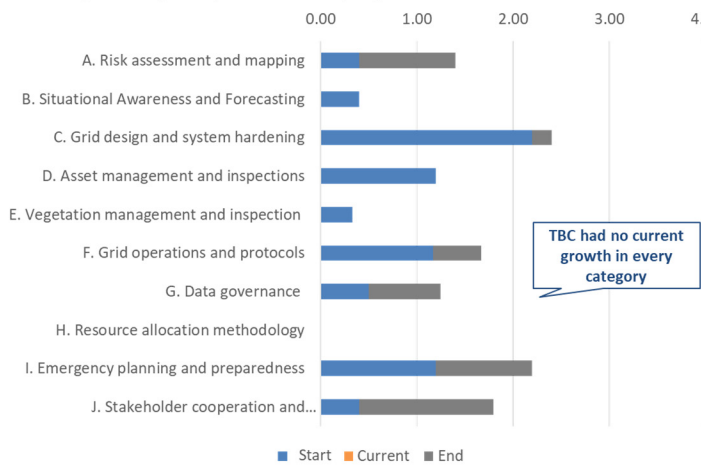 0.00 1.00 2.00 3.00 4.
A. Risk assessment and mapping
B. Situational Awareness and Forecasting
C. Grid design and system hardening
D. Asset management and inspections
E. Vegetation management and inspection
F. Grid operations and protocols
TBC had no current
growth in every
category
G. Data governance
H. Resource allocation methodology
I. Emergency planning and preparedness
J. Stakeholder cooperation and...
Start Current End